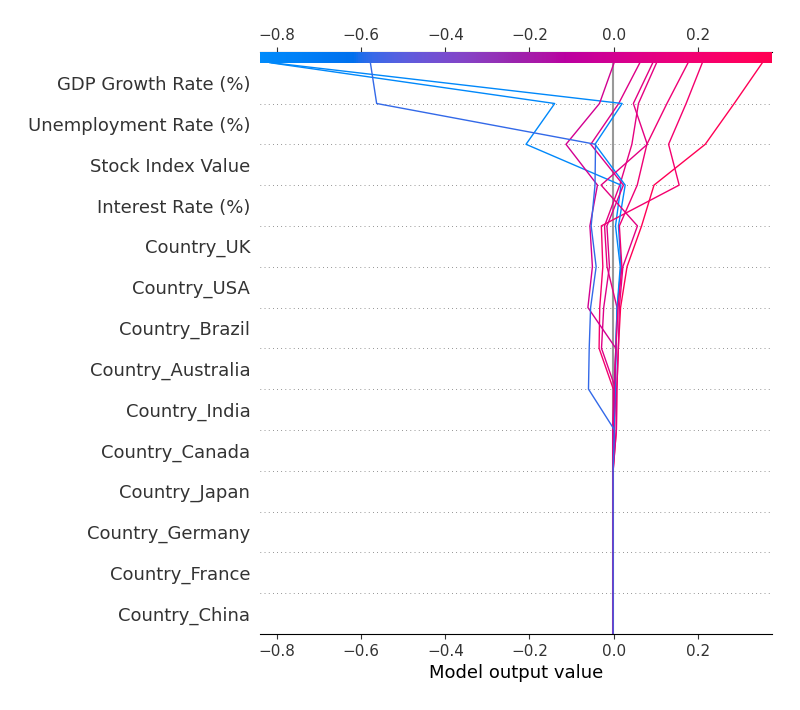 −0.8 −0.6 −0.4 −0.2 0.0 0.2
GDP Growth Rate (%)
Unemployment Rate (%)
Stock Index Value
Interest Rate (%)
Country_UK
Country_USA
Country_Brazil
Country_Australia
Country_India
Country_Canada
Country_Japan
Country_Germany
Country_France
Country_China
−0.8 −0.6 −0.4 −0.2 0.0 0.2
Model output value